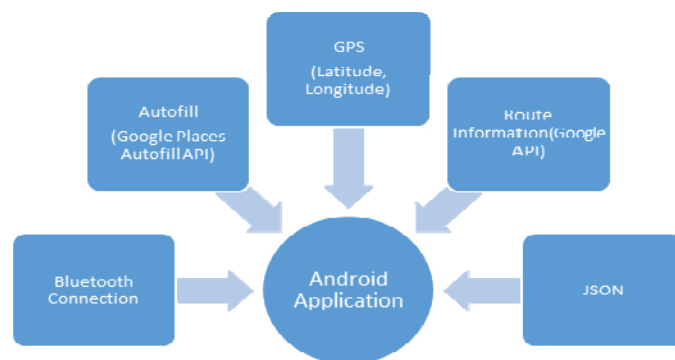 GPS
(Latitude,
Longitude)
Autofill
(Google Places
Autofill API)
Route
Information(Google
API)
Bluetooth
Connection
Android
Application
JSON